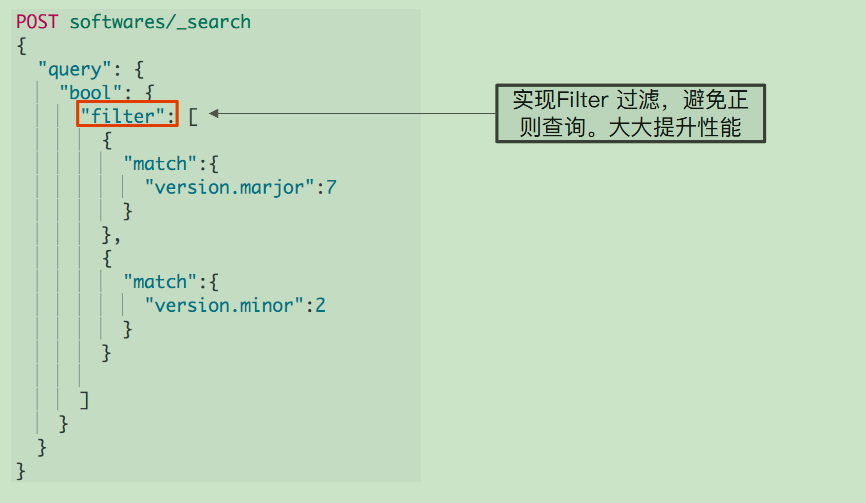 POST softwares/_search
{
"query": {
"bool": {
"filter": [
{
"match":{
"version.marjor":7
}
},
{
"match":{
"version.minor":2
}
}
]
}
}
}
实现Filter 过滤，避免正
则查询。大大提升性能